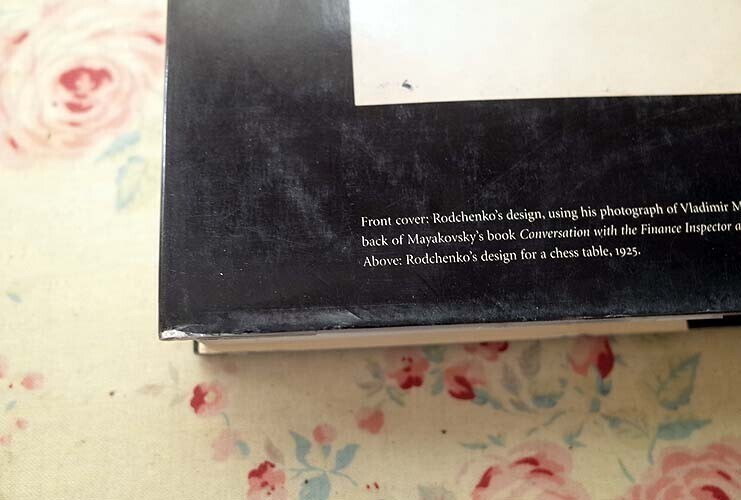 Front cover: Rodchenko's design, using his photograph of Vladimir M
back of Mayakovsky's book Conversation with the Finance Inspector a
Above: Rodchenko's design for a chess table, 1925.